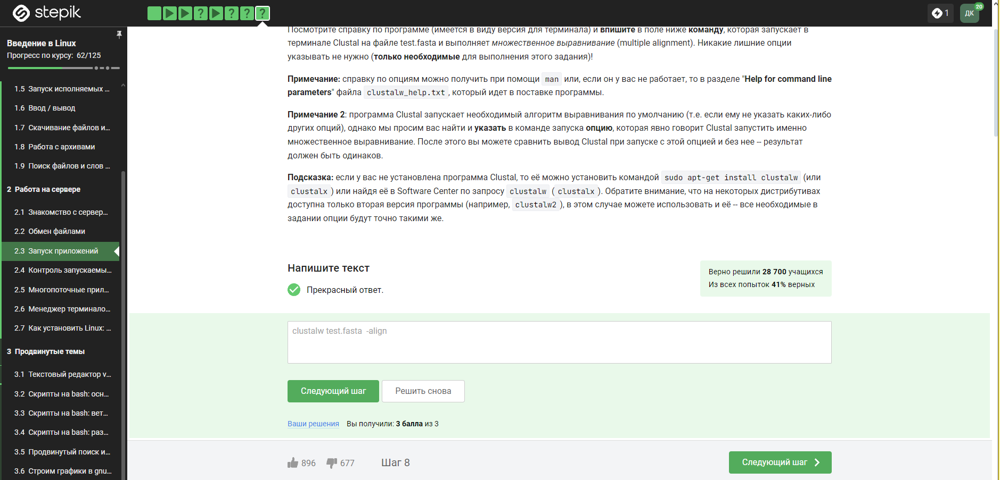 stepik
1
ДК
20
Введение в Linux
Прогресс по курсу: 62/125
1.5 Запуск исполняемых ...
1.6 Ввод / вывод
1.7 Скачивание файлов и...
1.8 Работа с архивами
1.9 Поиск файлов и слов ...
2 Работа на сервере
2.1 Знакомство с сервер...
2.2 Обмен файлами
2.3 Запуск приложений
2.4 Контроль запускаемы...
2.5 Многопоточные прил...
2.6 Менеджер терминало...
2.7 Как установить Linux: ...
3 Продвинутые темы
3.1 Текстовый редактор v...
3.2 Скрипты на bash: осн...
3.3 Скрипты на bash: вет...
3.4 Скрипты на bash: раз...
3.5 Продвинутый поиск и...
3.6 Строим графики в gnu...
Посмотрите справку по программе (имеется в виду версия для терминала) и впишите в поле ниже команду, которая запускает в
терминале Clustal на файле test.fasta и выполняет множественное выравнивание (multiple alignment). Никакие лишние опции
указывать не нужно (только необходимые для выполнения этого задания)!
Примечание: справку по опциям можно получить при помощи man или, если он у вас не работает, то в разделе "Help for command line
parameters" файла clustalw_help.txt, который идет в поставке программы.
Примечание 2: программа Clustal запускает необходимый алгоритм выравнивания по умолчанию (т.е. если ему не указать каких-либо
других опций), однако мы просим вас найти и указать в команде запуска опцию, которая явно говорит Clustal запустить именно
множественное выравнивание. После этого вы можете сравнить вывод Clustal при запуске с этой опцией и без нее -- результат
должен быть одинаков.
Подсказка: если у вас не установлена программа Clustal, то её можно установить командой sudo apt-get install clustalw (или
clustalx) или найдя её в Software Center по запросу clustalw (clustalx). Обратите внимание, что на некоторых дистрибутивах
доступна только вторая версия программы (например, clustalw2), в этом случае можете использовать и её -- все необходимые в
задании опции будут точно такими же.
Напишите текст
Прекрасный ответ.
Верно решили 28 700 учащихся
Из всех попыток 41% верных
clustalw test.fasta  -align
Следующий шаг
Решить снова
Ваши решения Вы получили: 3 балла из 3
896
677
Шаг 8
Следующий шаг